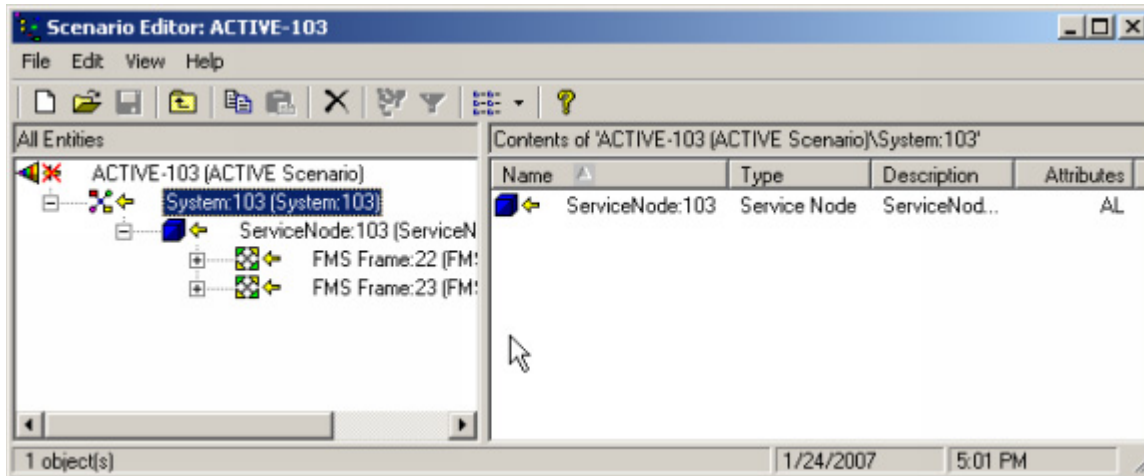 Scenario Editor: ACTIVE-103
File Edit View Help
All Entities
Contents of 'ACTIVE-103 (ACTIVE Scenario)\System:103'
ACTIVE-103 (ACTIVE Scenario)
System:103 (System:103)
ServiceNode:103 (ServiceN
FMS Frame:22 (FMS
FMS Frame:23 (FMS
Name Type Description Attributes
ServiceNode:103 Service Node ServiceNod... AL
1 object(s)
1/24/2007
5:01 PM